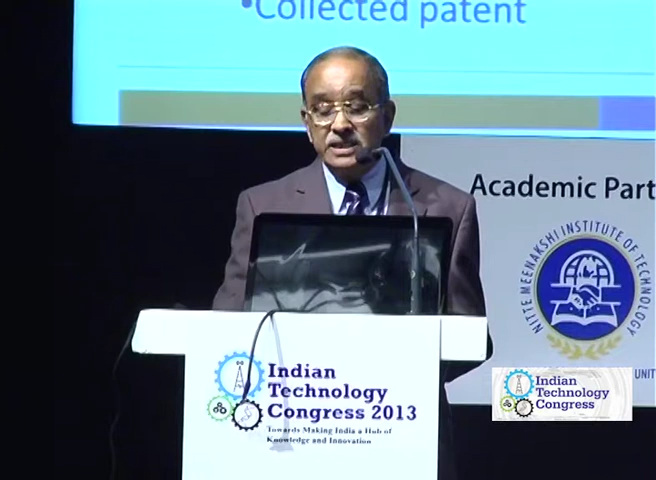 •Collected patent
Academic Part
NITTE MEENAKSHI INSTITUTE OF TECHNOLOGY
UNIT
Indian
Technology
Congress 2013
Towards Making India a Hub of
Knowledge and Innovation
Indian
Technology
Congress